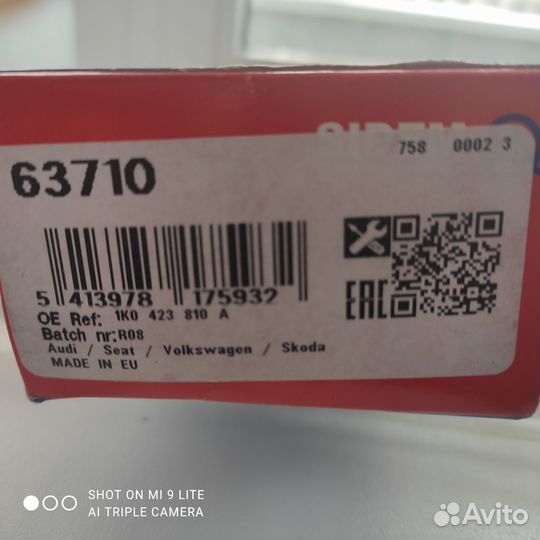 SIDEM
758 0002 3
63710
5 413978 175932
EAC
OE Ref: 1K0 423 810 A
Batch nr:R08
Audi / Seat / Volkswagen / Skoda
MADE IN EU
SHOT ON MI 9 LITE
AI TRIPLE CAMERA
Avito